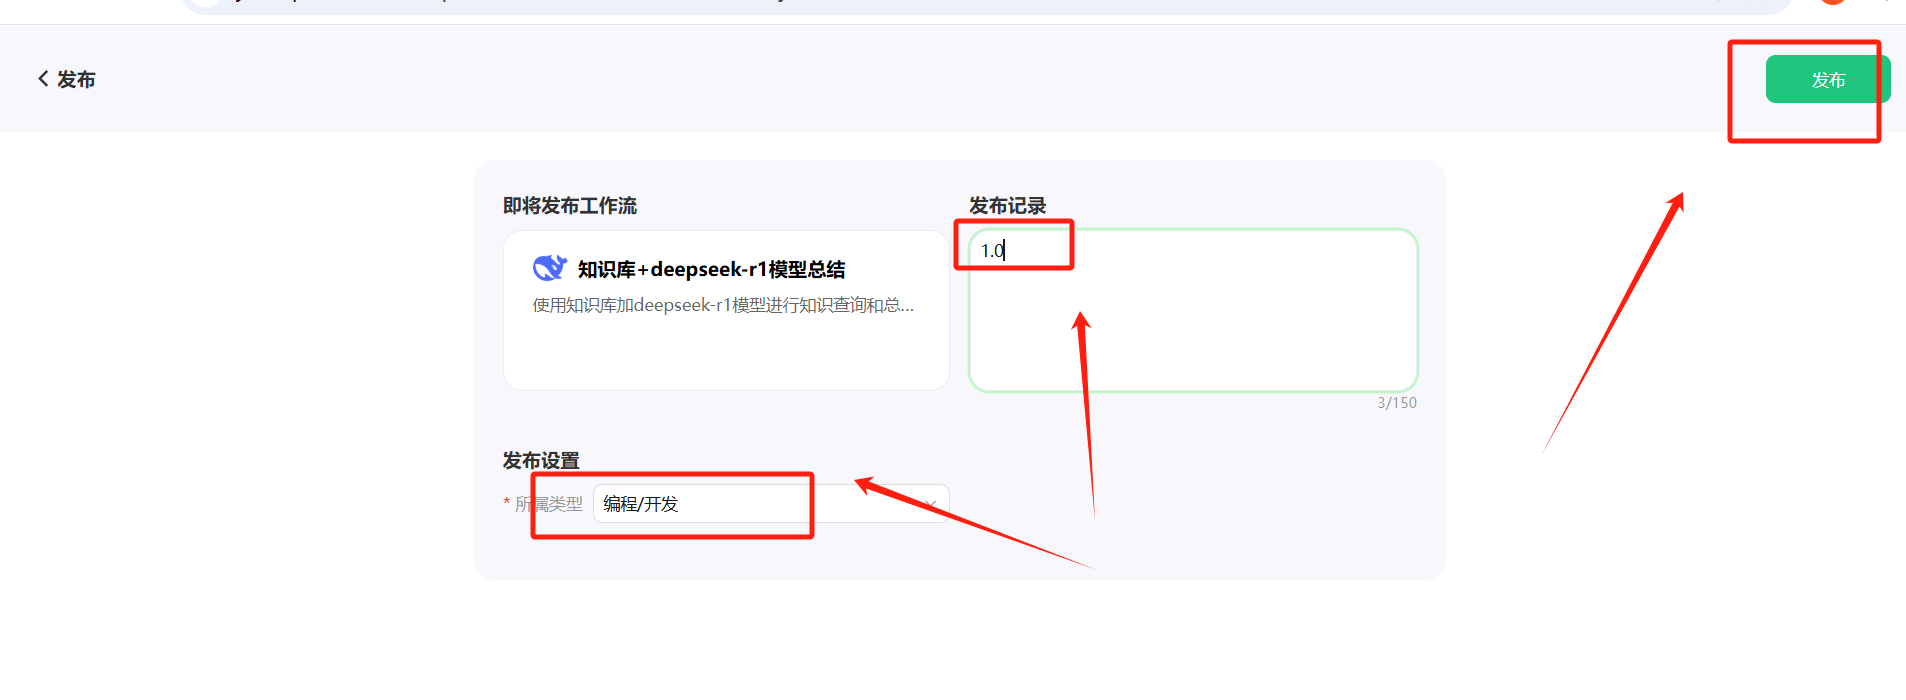 发布
发布
即将发布工作流
发布记录
知识库+deepseek-r1模型总结
使用知识库加deepseek-r1模型进行知识查询和总...
1.0
3/150
发布设置
* 所属类型
编程/开发